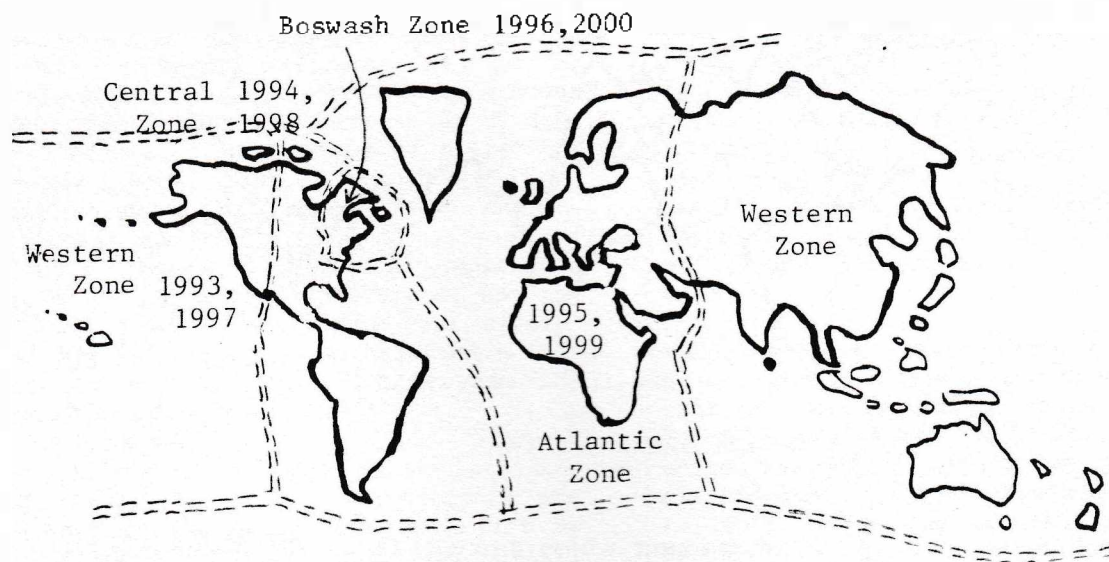 Boswash Zone 1996,2000
Central 1994,
Zone 1998
Western
Zone 1993,
1997
1995,
1999
Atlantic
Zone
Western
Zone